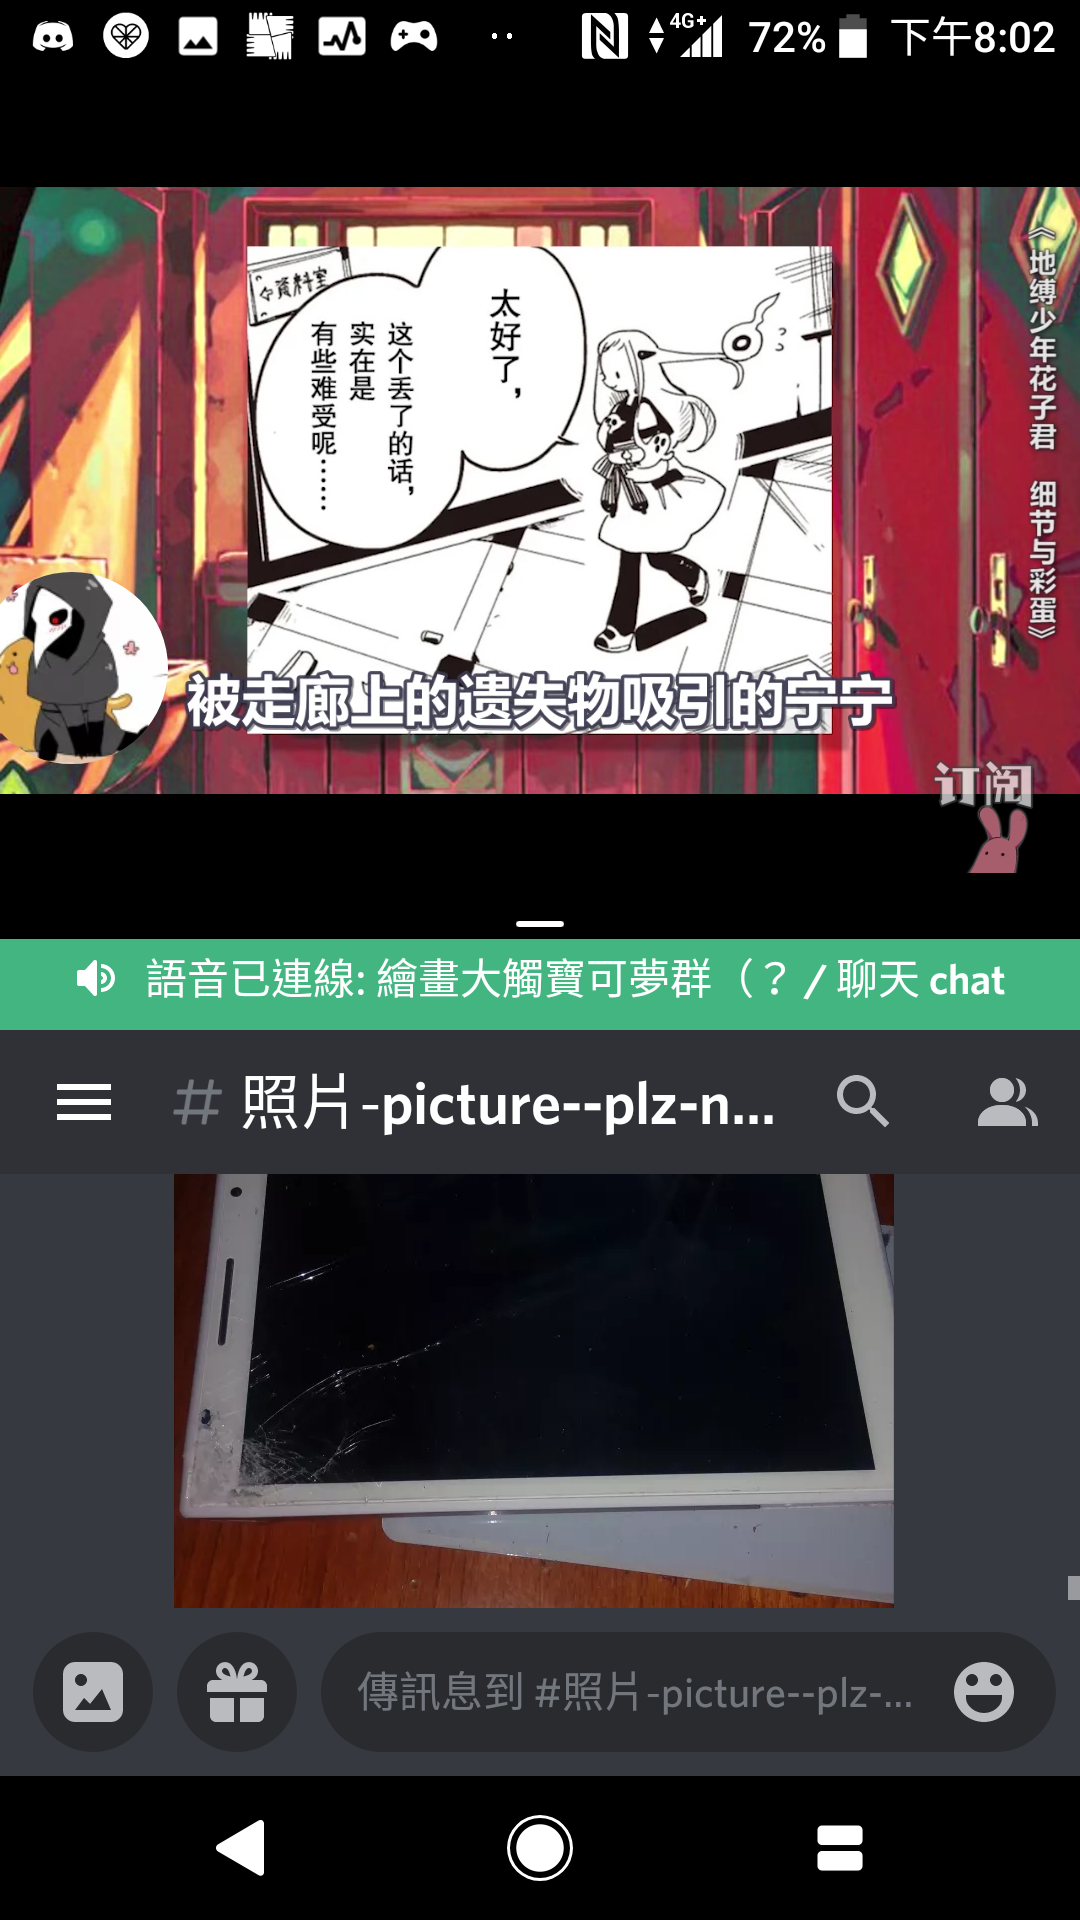 4G+ 72% 下午8:02
资料室
太好了，
这个丢了的话，
实在是
有些难受呢……
《地缚少年花子君 细节与彩蛋》
被走廊上的遗失物吸引的宁宁
订阅
語音已連線: 繪畫大觸寶可夢群（？ / 聊天 chat
# 照片-picture--plz-n...
傳訊息到 #照片-picture--plz-...